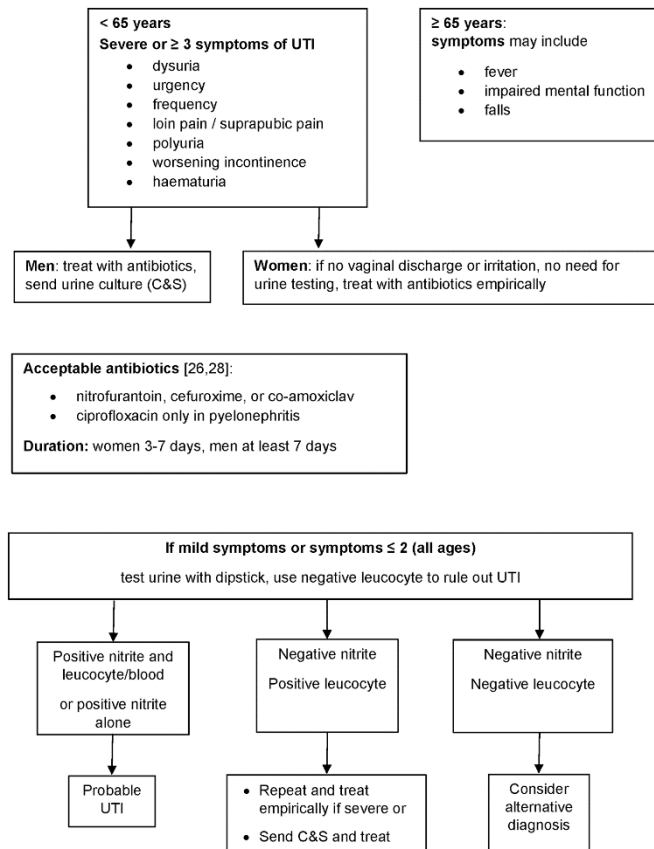 < 65 years
Severe or ≥ 3 symptoms of UTI
• dysuria
• urgency
• frequency
• loin pain / suprapubic pain
• polyuria
• worsening incontinence
• haematuria
≥ 65 years:
symptoms may include
• fever
• impaired mental function
• falls
Men: treat with antibiotics,
send urine culture (C&S)
Women: if no vaginal discharge or irritation, no need for
urine testing, treat with antibiotics empirically
Acceptable antibiotics [26,28]:
• nitrofurantoin, cefuroxime, or co-amoxiclav
• ciprofloxacin only in pyelonephritis
Duration: women 3-7 days, men at least 7 days
If mild symptoms or symptoms ≤ 2 (all ages)
test urine with dipstick, use negative leucocyte to rule out UTI
Positive nitrite and
leucocyte/blood
or positive nitrite
alone
Negative nitrite
Positive leucocyte
Negative nitrite
Negative leucocyte
Probable
UTI
• Repeat and treat
empirically if severe or
• Send C&S and treat
Consider
alternative
diagnosis